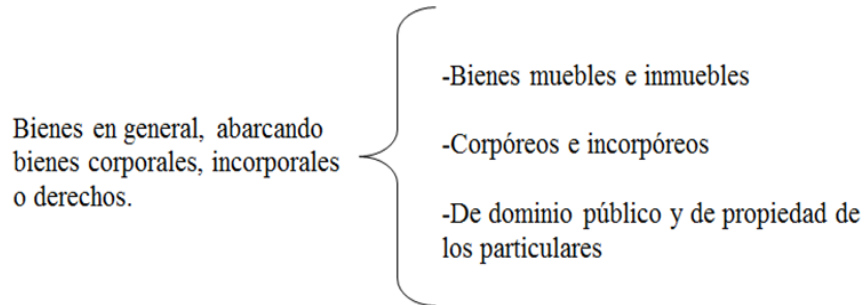 Bienes en general, abarcando
bienes corporales, incorporales
o derechos.
-Bienes muebles e inmuebles
-Corpóreos e incorpóreos
-De dominio público y de propiedad de
los particulares